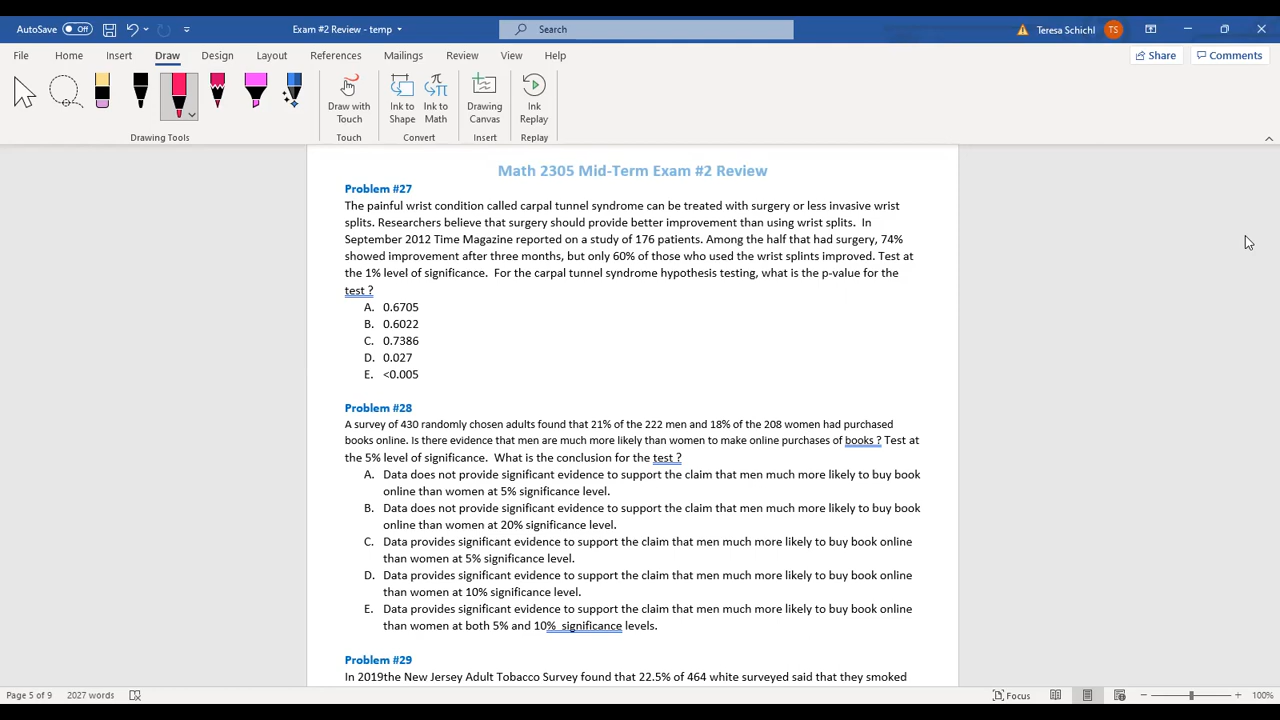 AutoSave Off Exam #2 Review - temp Search Teresa Schichl TS
File Home Insert Draw Design Layout References Mailings Review View Help Share Comments
Draw with Touch Ink to Shape Ink to Math Drawing Canvas Ink Replay
Drawing Tools Touch Convert Insert Replay
Math 2305 Mid-Term Exam #2 Review
Problem #27
The painful wrist condition called carpal tunnel syndrome can be treated with surgery or less invasive wrist
splits. Researchers believe that surgery should provide better improvement than using wrist splits. In
September 2012 Time Magazine reported on a study of 176 patients. Among the half that had surgery, 74%
showed improvement after three months, but only 60% of those who used the wrist splints improved. Test at
the 1% level of significance. For the carpal tunnel syndrome hypothesis testing, what is the p-value for the
test ?
A. 0.6705
B. 0.6022
C. 0.7386
D. 0.027
E. <0.005
Problem #28
A survey of 430 randomly chosen adults found that 21% of the 222 men and 18% of the 208 women had purchased
books online. Is there evidence that men are much more likely than women to make online purchases of books ? Test at
the 5% level of significance. What is the conclusion for the test ?
A. Data does not provide significant evidence to support the claim that men much more likely to buy book
online than women at 5% significance level.
B. Data does not provide significant evidence to support the claim that men much more likely to buy book
online than women at 20% significance level.
C. Data provides significant evidence to support the claim that men much more likely to buy book online
than women at 5% significance level.
D. Data provides significant evidence to support the claim that men much more likely to buy book online
than women at 10% significance level.
E. Data provides significant evidence to support the claim that men much more likely to buy book online
than women at both 5% and 10% significance levels.
Problem #29
In 2019the New Jersey Adult Tobacco Survey found that 22.5% of 464 white surveyed said that they smoked
Page 5 of 9 2027 words Focus 100%